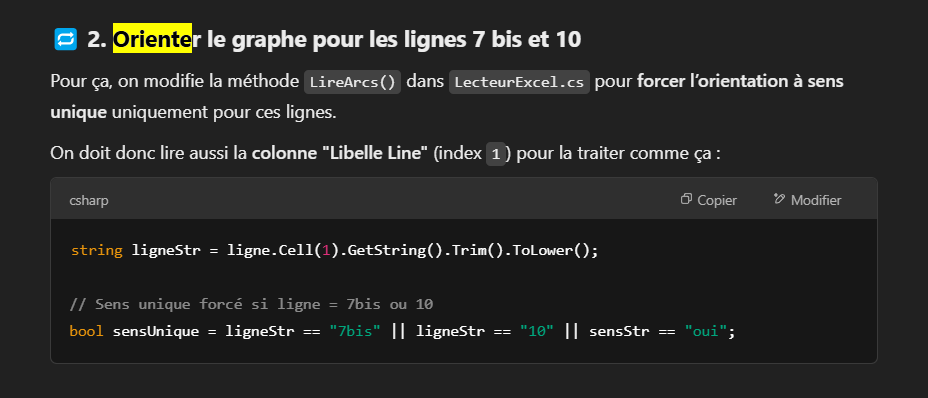 2. Orienter le graphe pour les lignes 7 bis et 10
Pour ça, on modifie la méthode LireArcs() dans LecteurExcel.cs pour forcer l’orientation à sens
unique uniquement pour ces lignes.
On doit donc lire aussi la colonne "Libelle Line" (index 1) pour la traiter comme ça :
csharp
Copier
Modifier
string ligneStr = ligne.Cell(1).GetString().Trim().ToLower();
// Sens unique forcé si ligne = 7bis ou 10
bool sensUnique = ligneStr == "7bis" || ligneStr == "10" || sensStr == "oui";